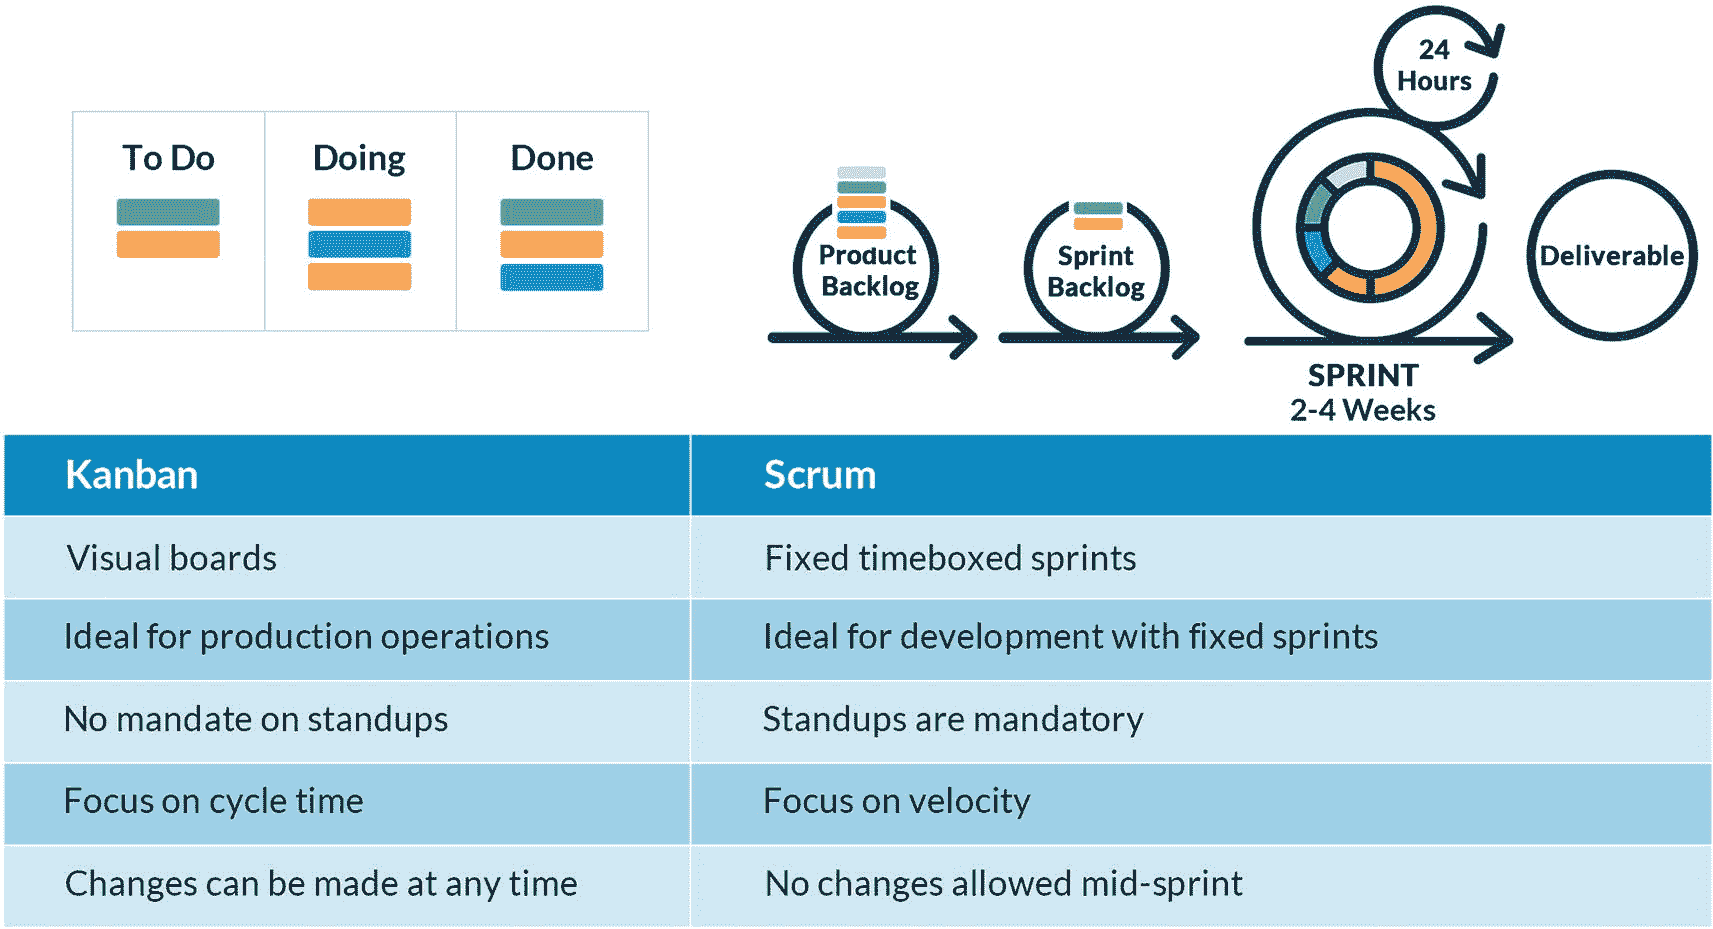 To Do
Doing
Done
Product
Backlog
Sprint
Backlog
24
Hours
SPRINT
2-4 Weeks
Deliverable
Kanban
Scrum
Visual boards
Fixed timeboxed sprints
Ideal for production operations
Ideal for development with fixed sprints
No mandate on standups
Standups are mandatory
Focus on cycle time
Focus on velocity
Changes can be made at any time
No changes allowed mid-sprint